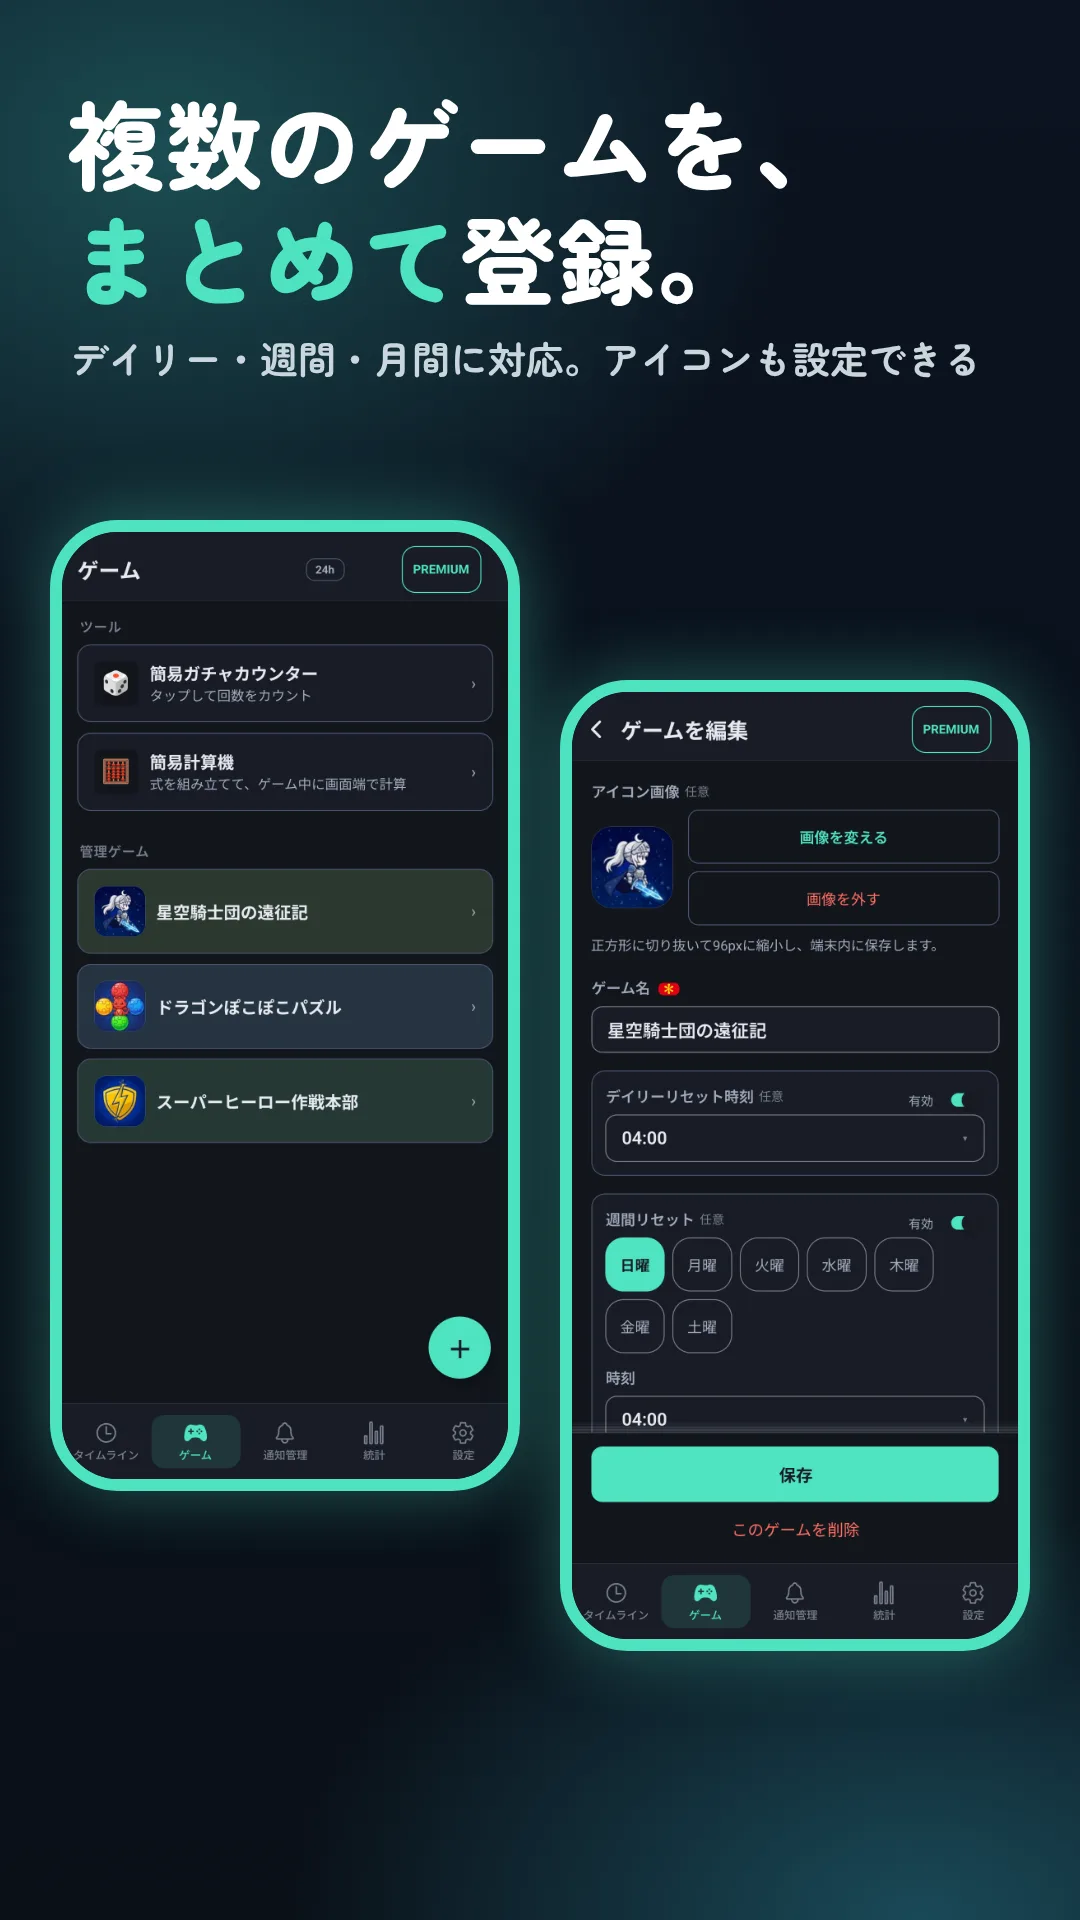 複数のゲームを、
まとめて登録。
デイリー・週間・月間に対応。アイコンも設定できる
ゲーム
24h
PREMIUM
ツール
簡易ガチャカウンター
タップして回数をカウント
簡易計算機
式を組み立てて、ゲーム中に画面端で計算
管理ゲーム
星空騎士団の遠征記
ドラゴンぽこぽこパズル
スーパーヒーロー作戦本部
+
タイムライン
ゲーム
通知管理
統計
設定
ゲームを編集
PREMIUM
アイコン画像 任意
画像を変える
画像を外す
正方形に切り抜いて96pxに縮小し、端末内に保存します。
ゲーム名 *
星空騎士団の遠征記
デイリーリセット時刻 任意
有効
04:00
週間リセット 任意
有効
日曜 月曜 火曜 水曜 木曜
金曜 土曜
時刻
04:00
保存
このゲームを削除
タイムライン
ゲーム
通知管理
統計
設定